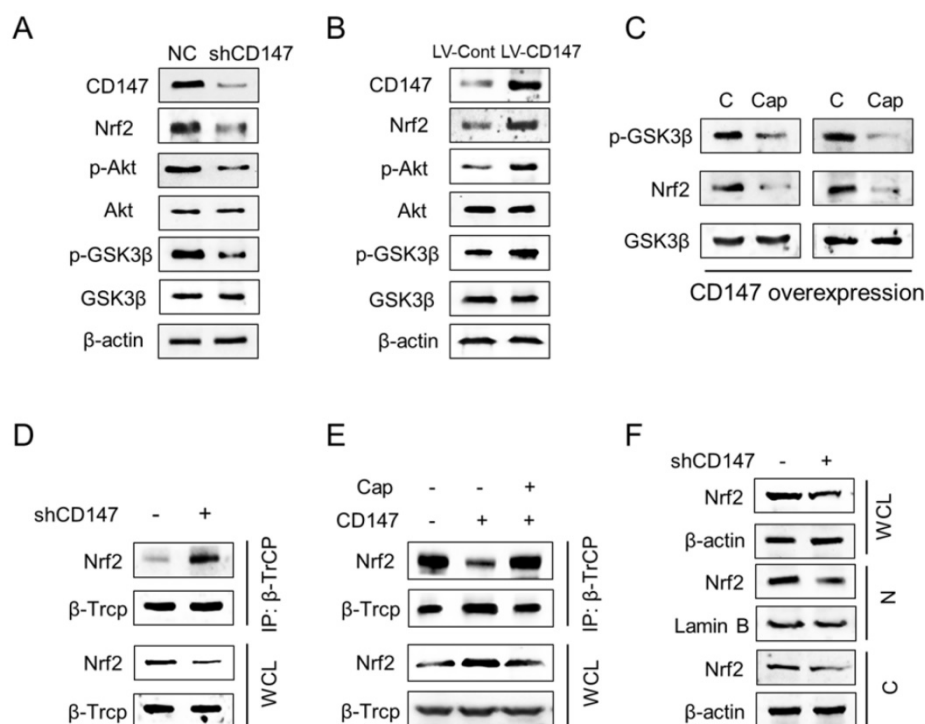 A
NC shCD147
CD147
Nrf2
p-Akt
Akt
p-GSK3β
GSK3β
β-actin
B
LV-Cont LV-CD147
CD147
Nrf2
p-Akt
Akt
p-GSK3β
GSK3β
β-actin
C
C Cap C Cap
p-GSK3β
Nrf2
GSK3β
CD147 overexpression
D
shCD147 - +
Nrf2
β-Trcp
IP: β-TrCP
Nrf2
β-Trcp
WCL
E
Cap - - +
CD147 - + +
Nrf2
β-Trcp
IP: β-TrCP
Nrf2
β-Trcp
WCL
F
shCD147 - +
Nrf2
β-actin
WCL
Nrf2
Lamin B
N
Nrf2
β-actin
C